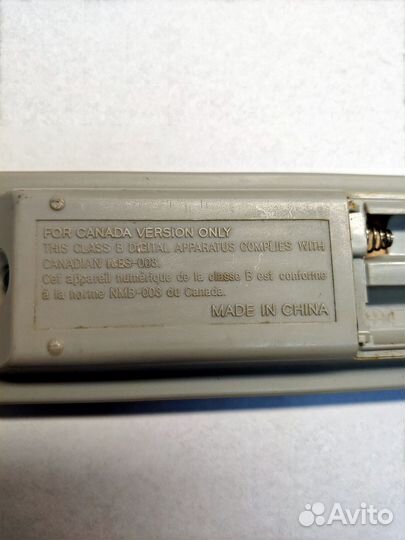 FOR CANADA VERSION ONLY
THIS CLASS B DIGITAL APPARATUS COMPLIES WITH
CANADIAN ICES-003.
Cet appareil numérique de la classe B est conforme
à la norme NMB-003 du Canada.
MADE IN CHINA
Avito